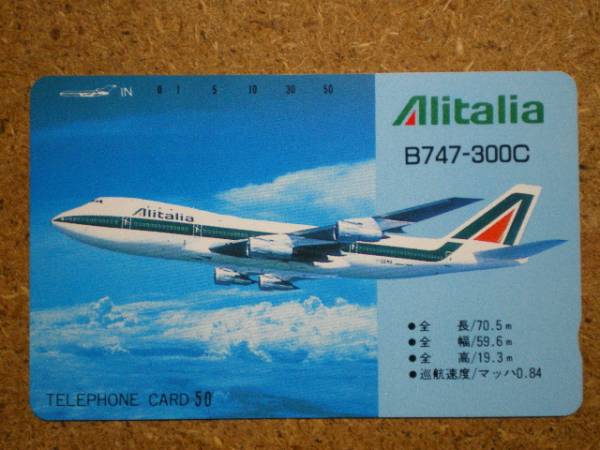 IN 0 1 5 10 30 50
Alitalia
B747-300C
Alitalia
●全 長/70.5m
●全 幅/59.6m
●全 高/19.3m
●巡航速度/マッハ0.84
TELEPHONE CARD 50